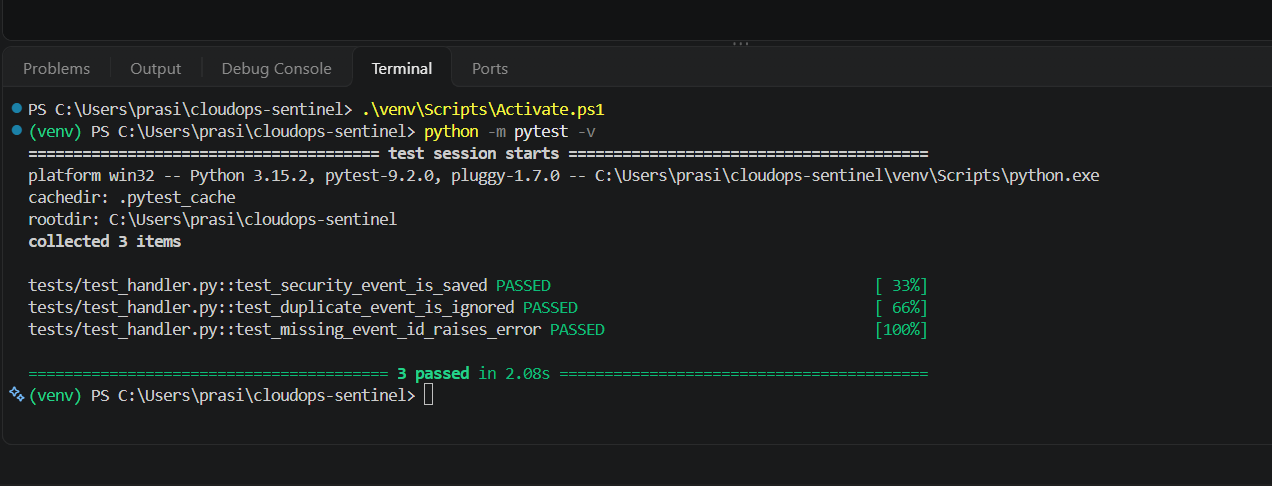 Problems Output Debug Console Terminal Ports
PS C:\Users\prasi\cloudops-sentinel> .\venv\Scripts\Activate.ps1
(venv) PS C:\Users\prasi\cloudops-sentinel> python -m pytest -v
======================================= test session starts ========================================
platform win32 -- Python 3.15.2, pytest-9.2.0, pluggy-1.7.0 -- C:\Users\prasi\cloudops-sentinel\venv\Scripts\python.exe
cachedir: .pytest_cache
rootdir: C:\Users\prasi\cloudops-sentinel
collected 3 items
tests/test_handler.py::test_security_event_is_saved PASSED [ 33%]
tests/test_handler.py::test_duplicate_event_is_ignored PASSED [ 66%]
tests/test_handler.py::test_missing_event_id_raises_error PASSED [100%]
======================================== 3 passed in 2.08s =========================================
(venv) PS C:\Users\prasi\cloudops-sentinel>